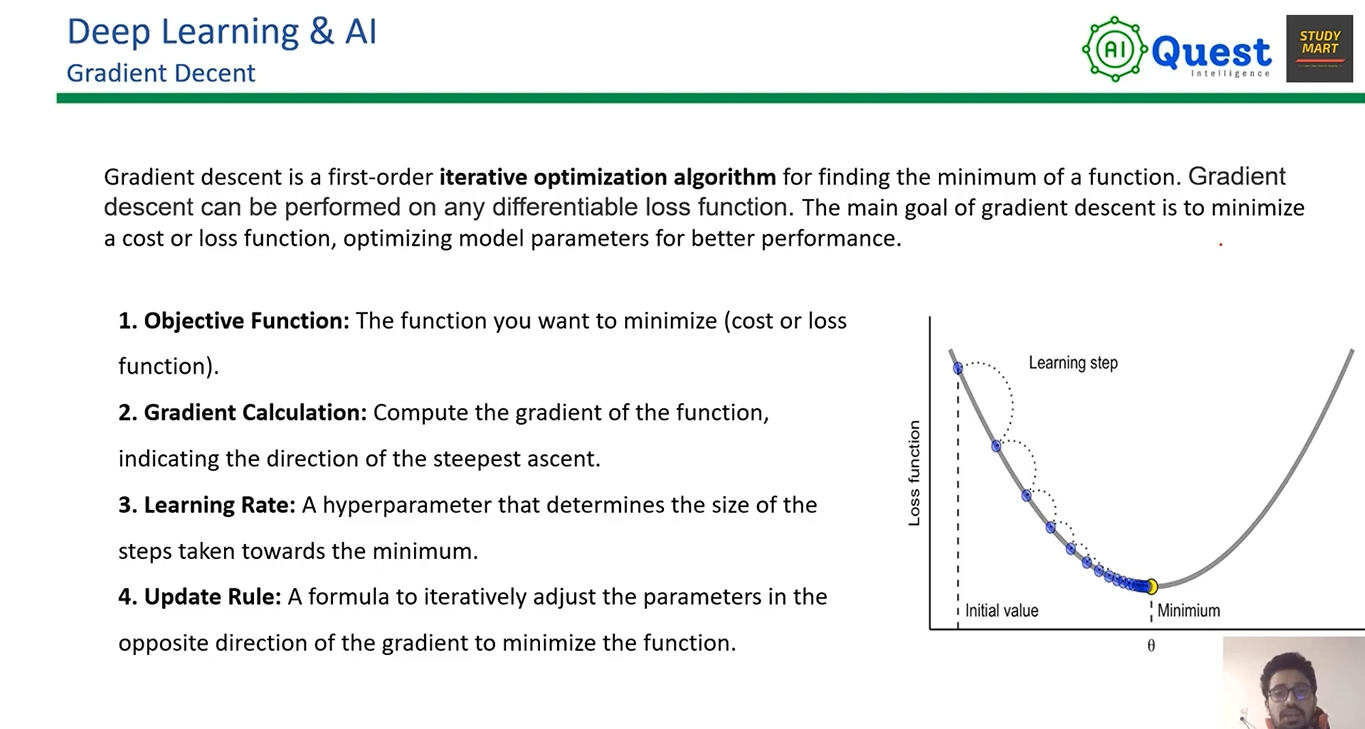 Deep Learning & AI
Gradient Decent
AI Quest
Intelligence
STUDY
MART
Gradient descent is a first-order iterative optimization algorithm for finding the minimum of a function. Gradient
descent can be performed on any differentiable loss function. The main goal of gradient descent is to minimize
a cost or loss function, optimizing model parameters for better performance.
1. Objective Function: The function you want to minimize (cost or loss
function).
2. Gradient Calculation: Compute the gradient of the function,
indicating the direction of the steepest ascent.
3. Learning Rate: A hyperparameter that determines the size of the
steps taken towards the minimum.
4. Update Rule: A formula to iteratively adjust the parameters in the
opposite direction of the gradient to minimize the function.
Learning step
Loss function
Initial value
Minimium
θ